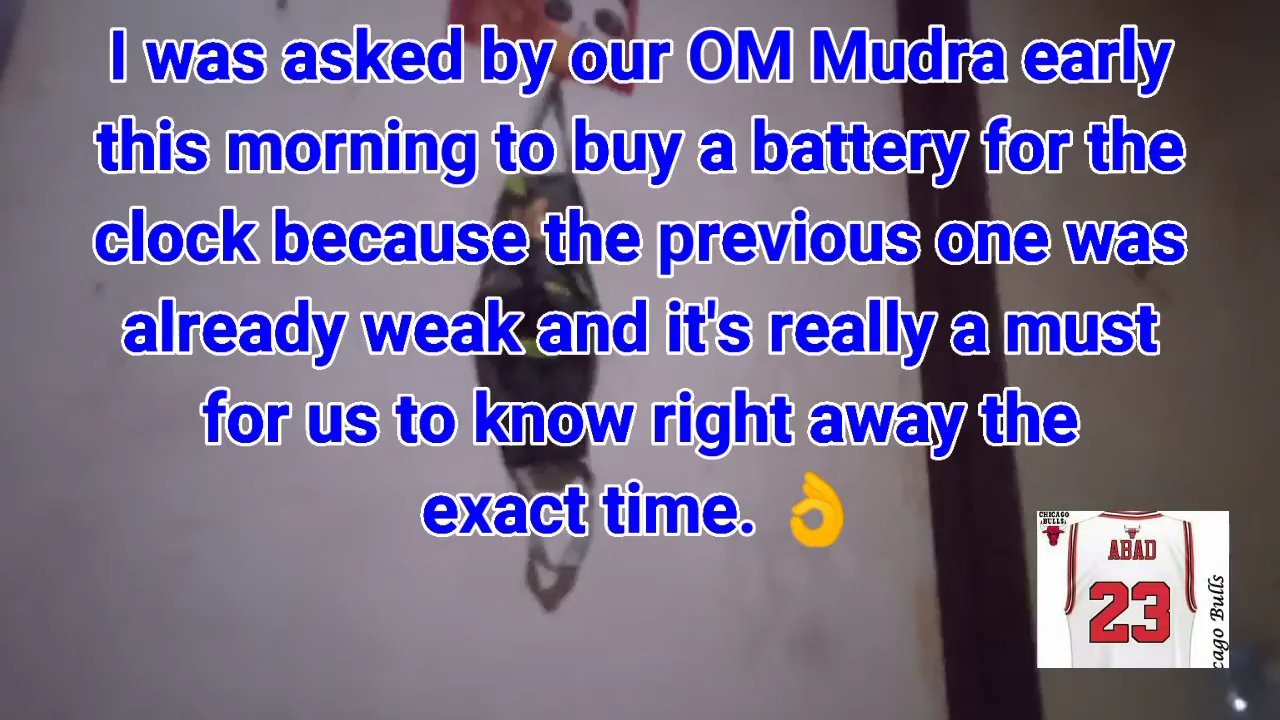 I was asked by our OM Mudra early
this morning to buy a battery for the
clock because the previous one was
already weak and it's really a must
for us to know right away the
exact time. 👌
CHICAGO
BULLS
ABAD
23
cago Bulls